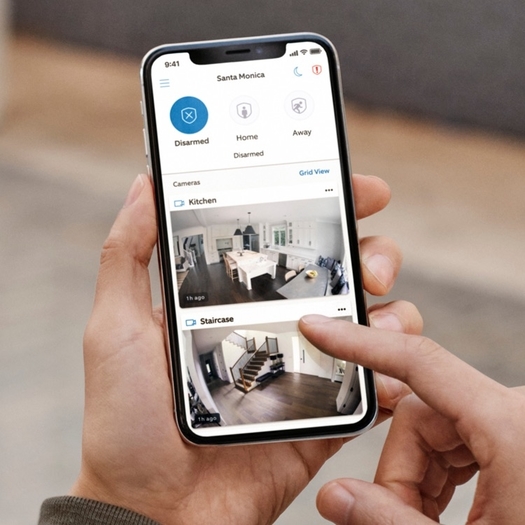 9:41
Santa Monica
Disarmed
Home
Away
Disarmed
Cameras
Grid View
Kitchen
1h ago
Staircase
1h ago